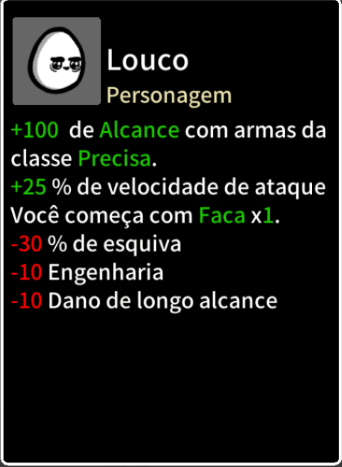 Louco
Personagem
+100 de Alcance com armas da
classe Precisa.
+25 % de velocidade de ataque
Você começa com Faca x1.
-30 % de esquiva
-10 Engenharia
-10 Dano de longo alcance